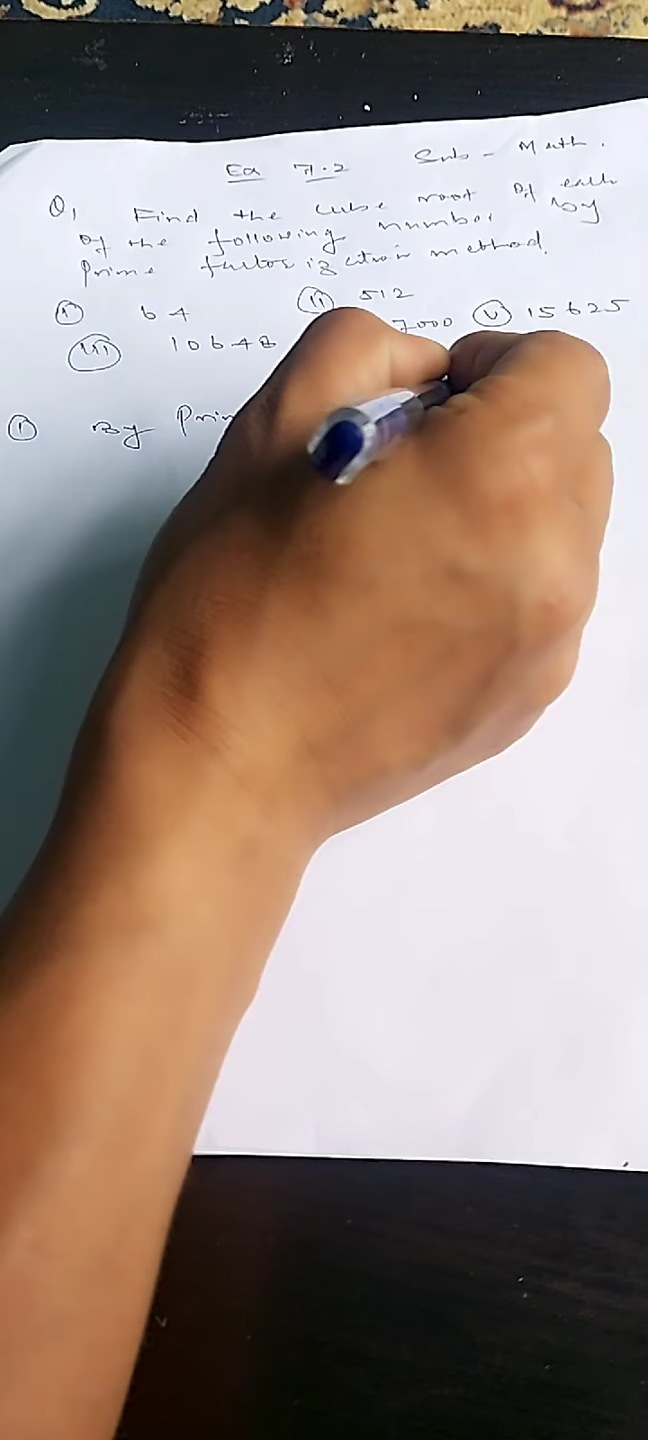 Ex 7.2 Sub - Math.
Q1 Find the cube root of each
of the following number by
Prime factorization method.
(i) 64 (ii) 512
(iii) 10648 7000 (v) 15625
(i) By Prim